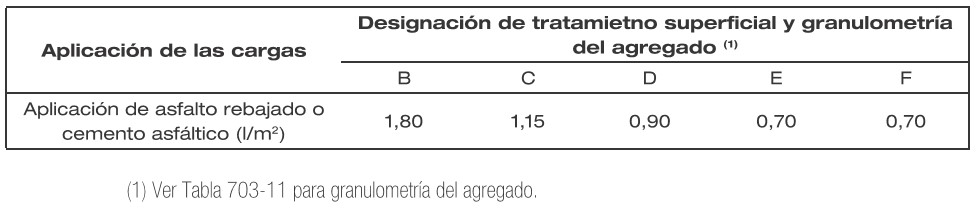 Aplicación de las cargas
Designación de tratamietno superficial y granulometría
del agregado (1)
B C D E F
Aplicación de asfalto rebajado o
cemento asfáltico (l/m²)
1,80 1,15 0,90 0,70 0,70
(1) Ver Tabla 703-11 para granulometría del agregado.